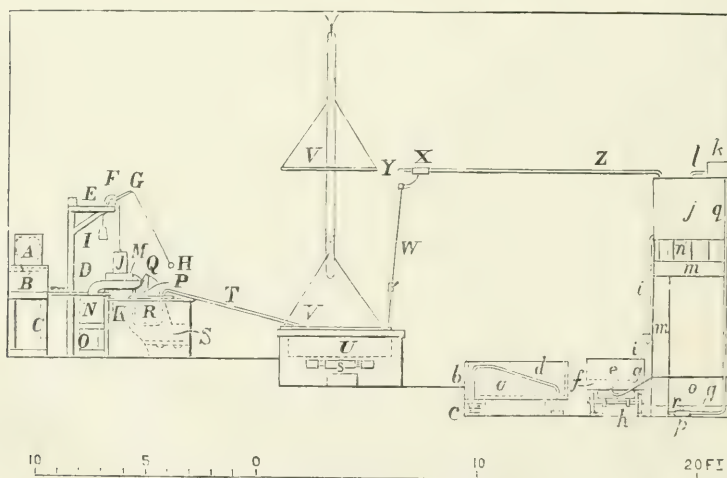 k
l
V Y X Z
F
E G
j q
I
W
A D J M Q H
n
m
B P
i
N T
C K R V
O S
U
S
m i
b d e a
o f
o g
c h r
p
10 5 0 10 20 FT